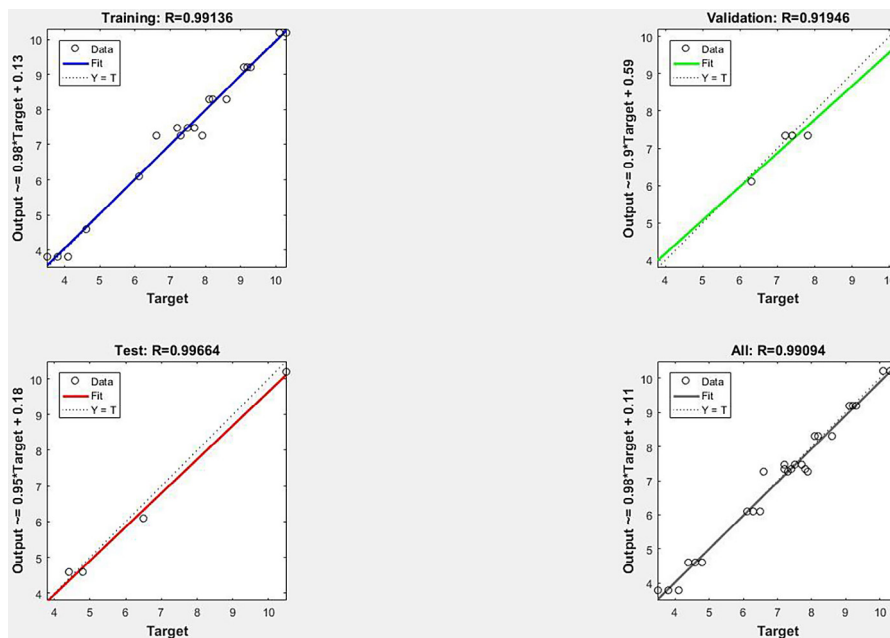 Training: R=0.99136
Output ~= 0.98*Target + 0.13
10
9
8
7
6
5
4
Data
Fit
Y = T
4 5 6 7 8 9 10
Target
Validation: R=0.91946
Output ~= 0.9*Target + 0.59
10
9
8
7
6
5
4
Data
Fit
Y = T
4 5 6 7 8 9 10
Target
Test: R=0.99664
Output ~= 0.95*Target + 0.18
10
9
8
7
6
5
4
Data
Fit
Y = T
4 5 6 7 8 9 10
Target
All: R=0.99094
Output ~= 0.98*Target + 0.11
10
9
8
7
6
5
4
Data
Fit
Y = T
4 5 6 7 8 9 10
Target